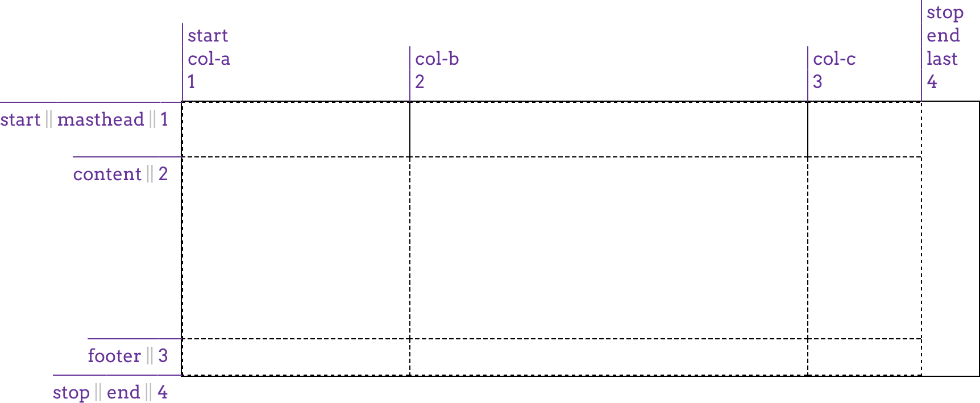 stop
end
last
4
start
col-a
1
col-b
2
col-c
3
start || masthead || 1
content || 2
footer || 3
stop || end || 4